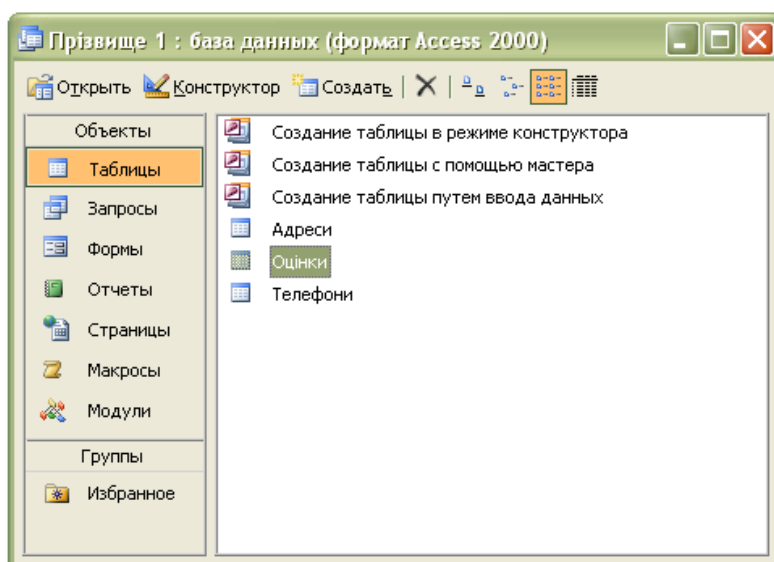 Прізвище 1 : база данных (формат Access 2000)
Открыть Конструктор Создать
Объекты
Таблицы
Запросы
Формы
Отчеты
Страницы
Макросы
Модули
Группы
Избранное
Создание таблицы в режиме конструктора
Создание таблицы с помощью мастера
Создание таблицы путем ввода данных
Адреси
Оцінки
Телефони